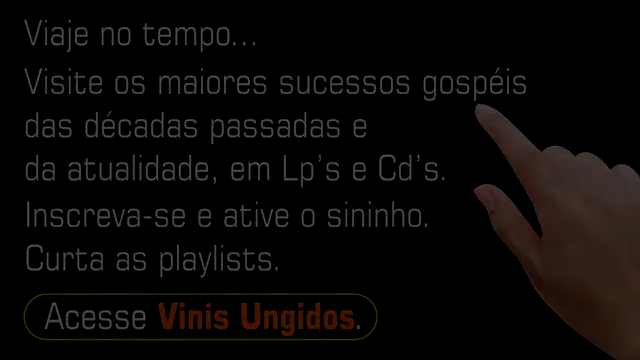 Viaje no tempo...
Visite os maiores sucessos gospéis
das décadas passadas e
da atualidade, em Lp's e Cd's.
Inscreva-se e ative o sininho.
Curta as playlists.
Acesse Vinis Ungidos.